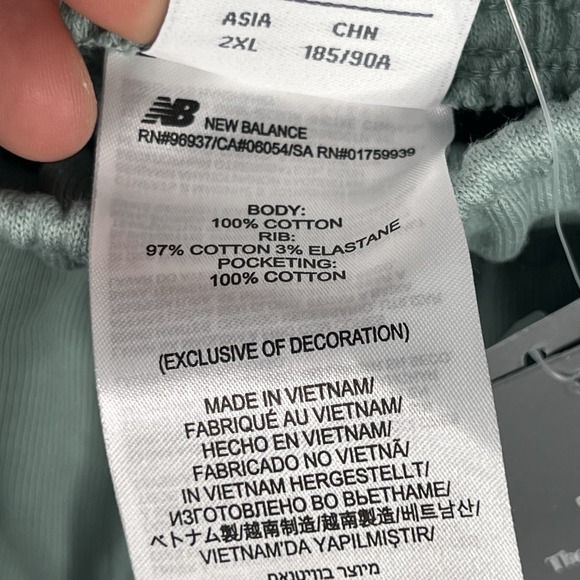 ASIA CHN
2XL 185/90A
NB NEW BALANCE
RN#96937/CA#06054/SA RN#01759939
BODY:
100% COTTON
RIB:
97% COTTON 3% ELASTANE
POCKETING:
100% COTTON
(EXCLUSIVE OF DECORATION)
MADE IN VIETNAM/
FABRIQUÉ AU VIETNAM/
HECHO EN VIETNAM/
FABRICADO NO VIETNÃ/
IN VIETNAM HERGESTELLT/
ИЗГОТОВЛЕНО ВО ВЬЕТНАМЕ/
ベトナム製/越南制造/越南製造/베트남산/
VIETNAM'DA YAPILMIŞTIR/
מיוצר בווייטנאם